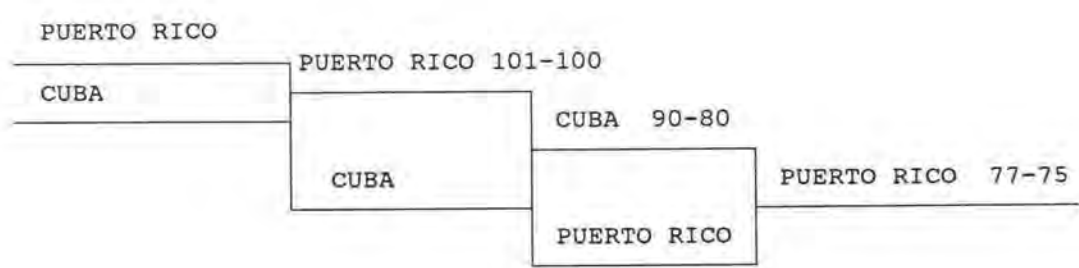 PUERTO RICO
PUERTO RICO 101-100
CUBA
CUBA 90-80
CUBA
PUERTO RICO 77-75
PUERTO RICO